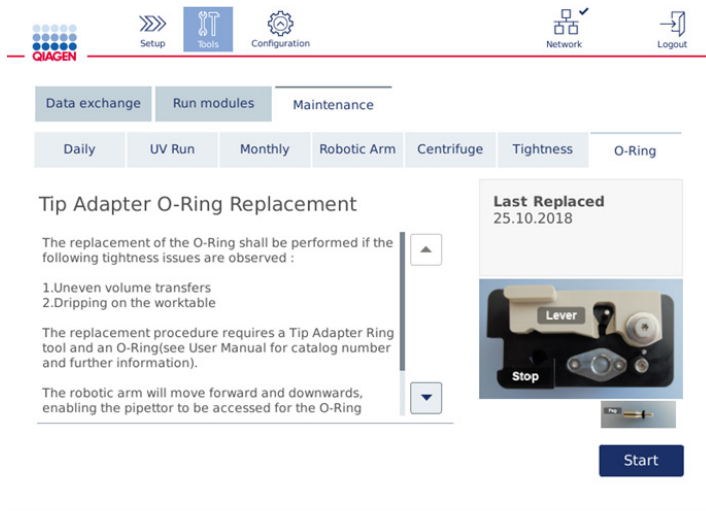 QIAGEN
Setup
Tools
Configuration
Network
Logout
Data exchange
Run modules
Maintenance
Daily
UV Run
Monthly
Robotic Arm
Centrifuge
Tightness
O-Ring
Tip Adapter O-Ring Replacement
The replacement of the O-Ring shall be performed if the
following tightness issues are observed :
1.Uneven volume transfers
2.Dripping on the worktable
The replacement procedure requires a Tip Adapter Ring
tool and an O-Ring(see User Manual for catalog number
and further information).
The robotic arm will move forward and downwards,
enabling the pipettor to be accessed for the O-Ring
Last Replaced
25.10.2018
Lever
Stop
Peg
Start